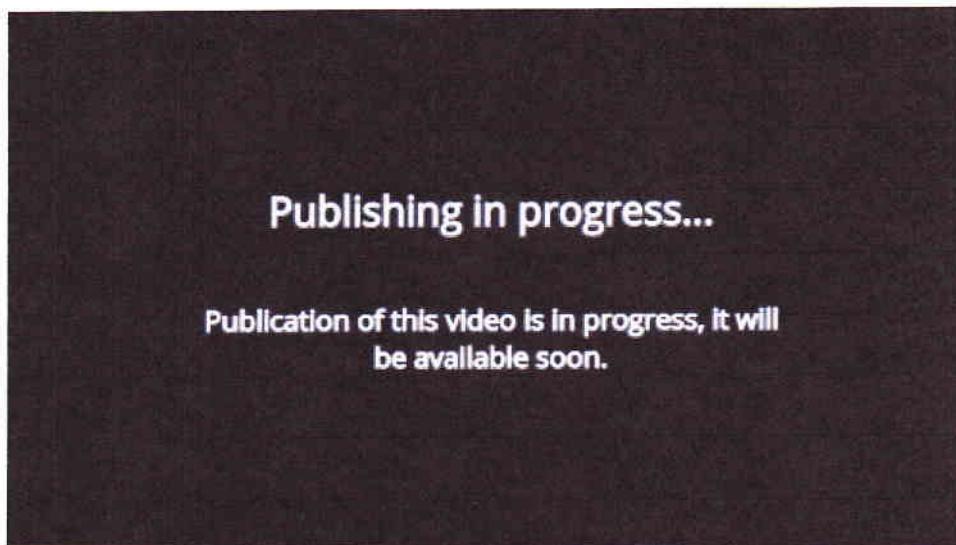 Publishing in progress...
Publication of this video is in progress, it will
be available soon.